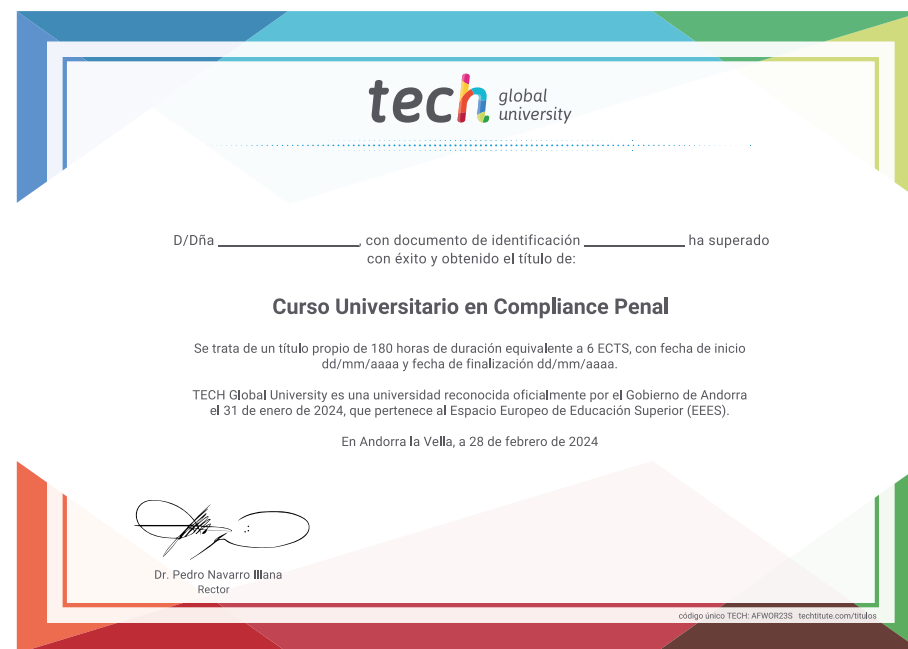 tech global
university
D/Dña ______________, con documento de identificación __________ ha superado
con éxito y obtenido el título de:
Curso Universitario en Compliance Penal
Se trata de un título propio de 180 horas de duración equivalente a 6 ECTS, con fecha de inicio
dd/mm/aaaa y fecha de finalización dd/mm/aaaa.
TECH Global University es una universidad reconocida oficialmente por el Gobierno de Andorra
el 31 de enero de 2024, que pertenece al Espacio Europeo de Educación Superior (EEES).
En Andorra la Vella, a 28 de febrero de 2024
Dr. Pedro Navarro Illana
Rector
código único TECH: AFWOR23S techtitute.com/titulos